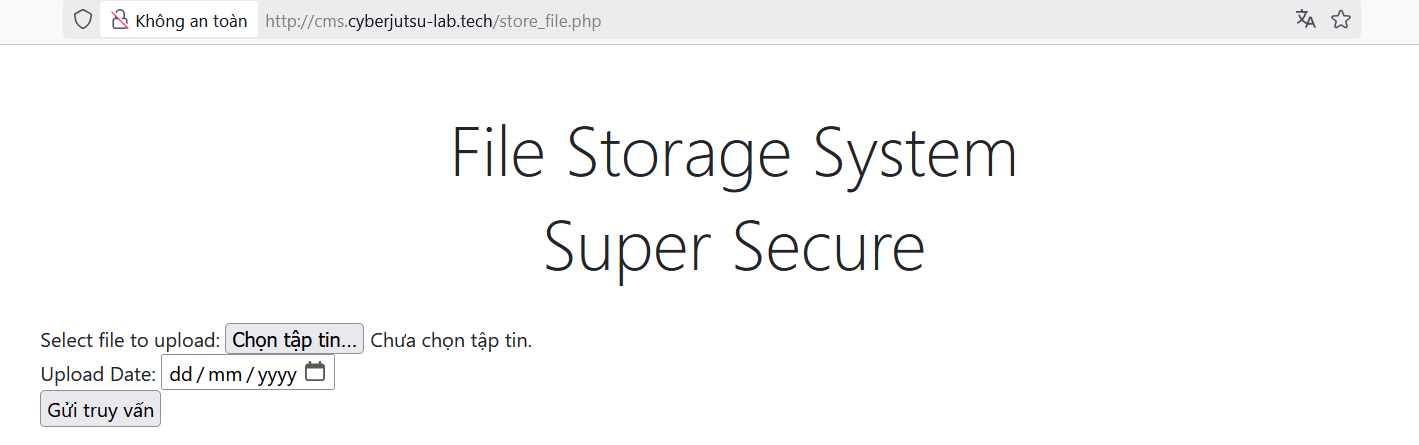 Không an toàn http://cms.cyberjutsu-lab.tech/store_file.php
File Storage System
Super Secure
Select file to upload: Chọn tập tin... Chưa chọn tập tin.
Upload Date: dd/mm/yyyy
Gửi truy vấn